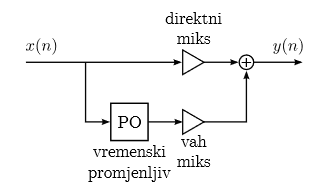 direktni
miks
x(n)
y(n)
PO
vremenski
promjenljiv
vah
miks